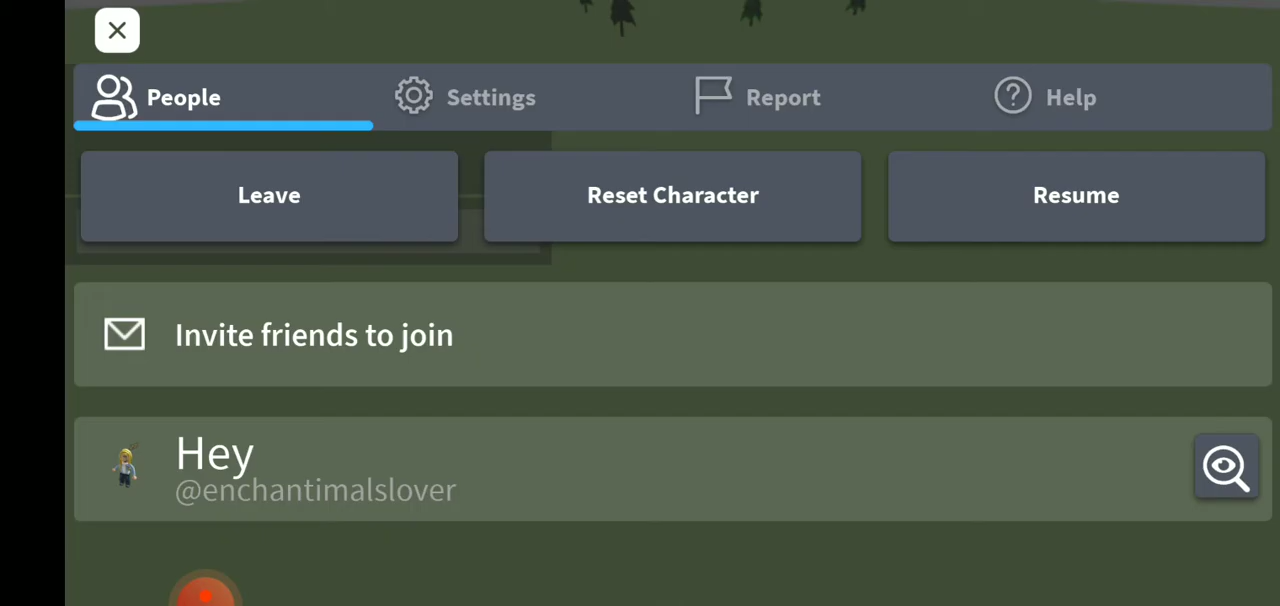 People
Settings
Report
Help
Leave
Reset Character
Resume
Invite friends to join
Hey
@enchantimalslover